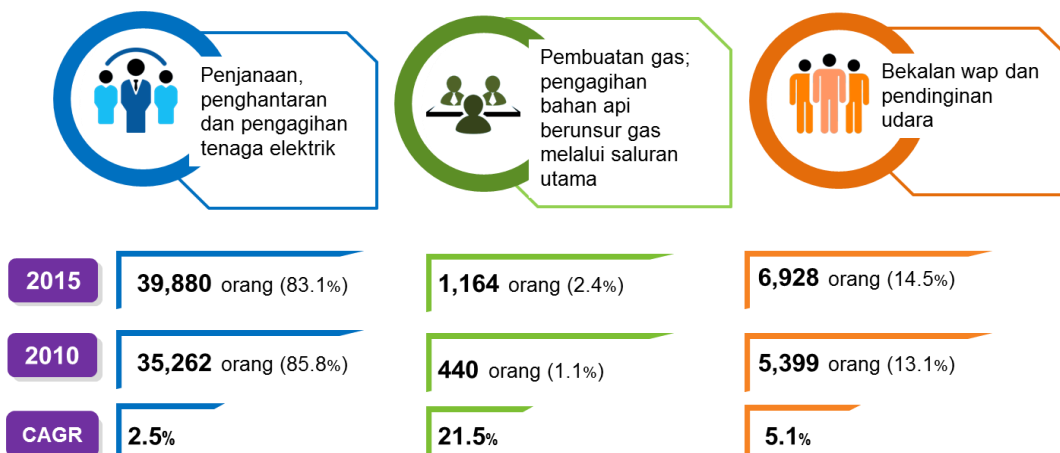 Penjanaan,
penghantaran
dan pengagihan
tenaga elektrik
Pembuatan gas;
pengagihan
bahan api
berunsur gas
melalui saluran
utama
Bekalan wap dan
pendinginan
udara
2015
39,880 orang (83.1%)
1,164 orang (2.4%)
6,928 orang (14.5%)
2010
35,262 orang (85.8%)
440 orang (1.1%)
5,399 orang (13.1%)
CAGR
2.5%
21.5%
5.1%